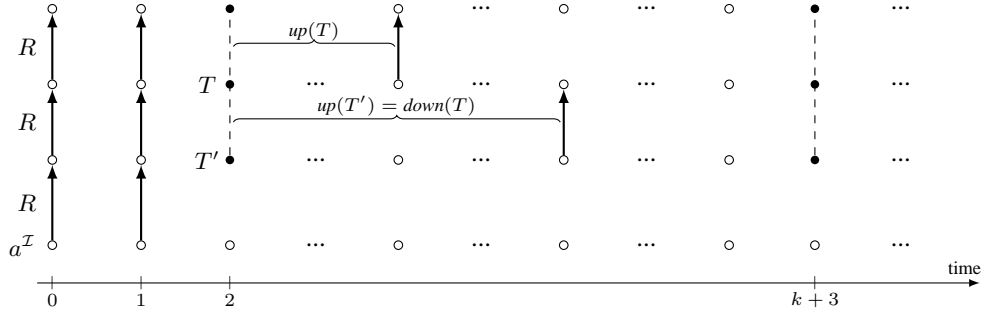 ... ... ...
R up(T)
T ... ... ... ...
R up(T′) = down(T)
T′ ... ... ... ...
R
a^ℐ ... ... ... ...
time
0 1 2 k + 3